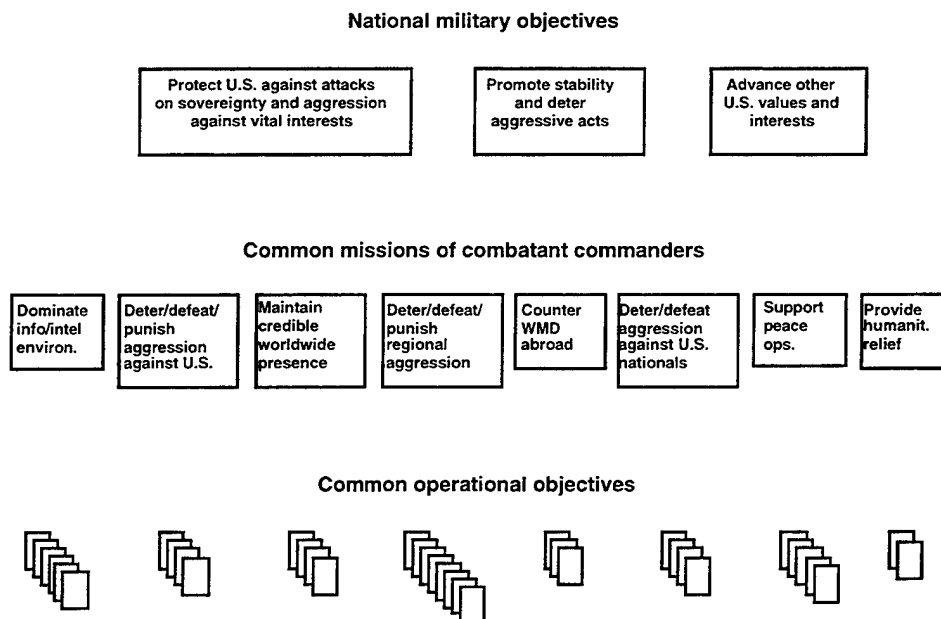 National military objectives
Protect U.S. against attacks
on sovereignty and aggression
against vital interests
Promote stability
and deter
aggressive acts
Advance other
U.S. values and
interests
Common missions of combatant commanders
Dominate
info/intel
environ.
Deter/defeat/
punish
aggression
against U.S.
Maintain
credible
worldwide
presence
Deter/defeat/
punish
regional
aggression
Counter
WMD
abroad
Deter/defeat
aggression
against U.S.
nationals
Support
peace
ops.
Provide
humanit.
relief
Common operational objectives